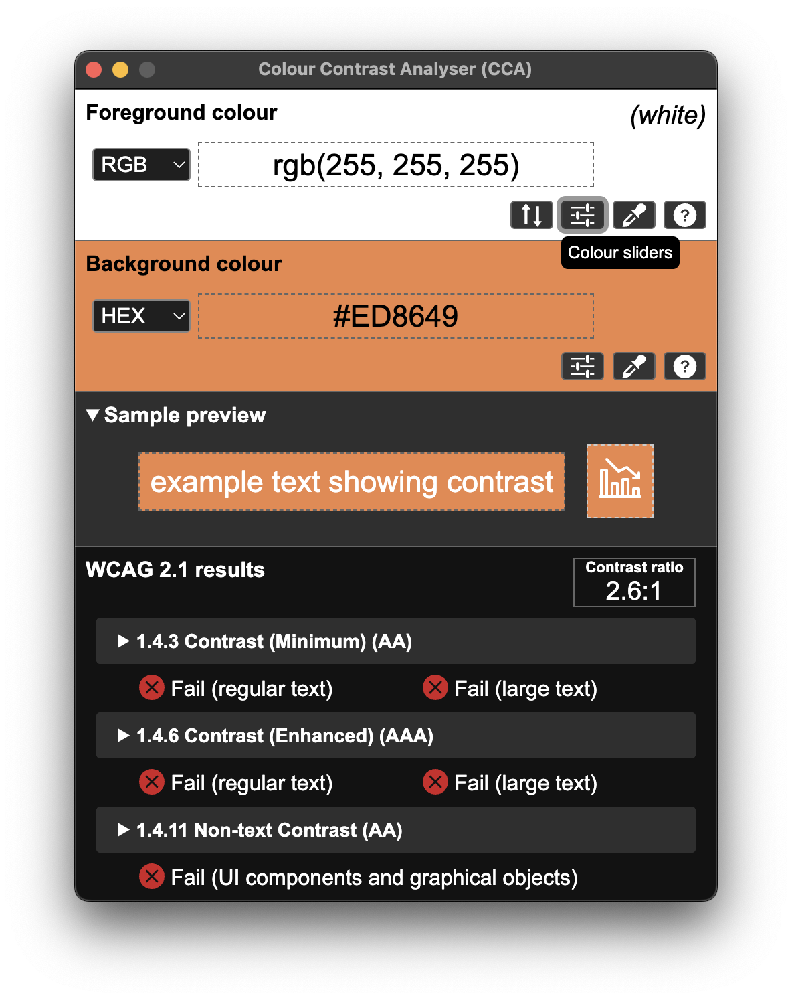 Colour Contrast Analyser (CCA)
Foreground colour
(white)
RGB
rgb(255, 255, 255)
?
Colour sliders
Background colour
HEX
#ED8649
?
Sample preview
example text showing contrast
WCAG 2.1 results
Contrast ratio
2.6:1
1.4.3 Contrast (Minimum) (AA)
Fail (regular text)
Fail (large text)
1.4.6 Contrast (Enhanced) (AAA)
Fail (regular text)
Fail (large text)
1.4.11 Non-text Contrast (AA)
Fail (UI components and graphical objects)